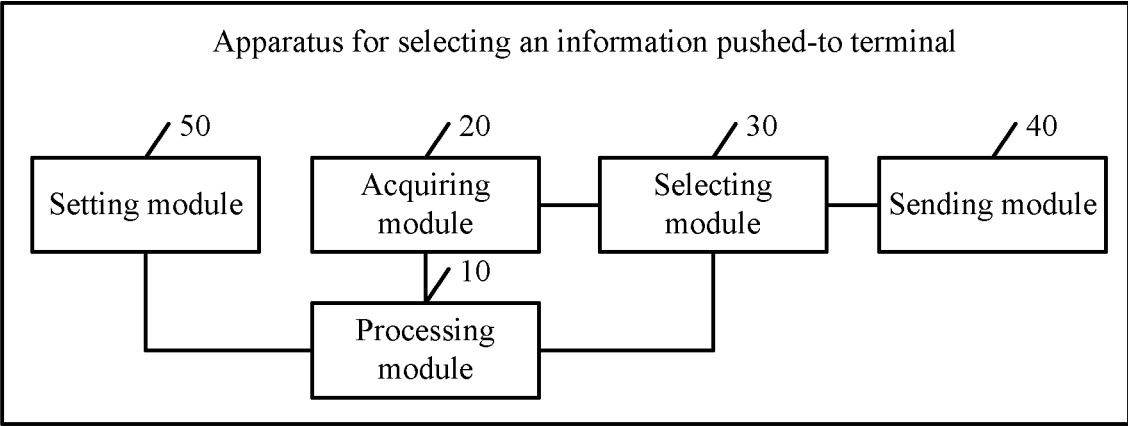 Apparatus for selecting an information pushed-to terminal
50
20
30
40
Setting module
Acquiring
module
Selecting
module
Sending module
10
Processing
module